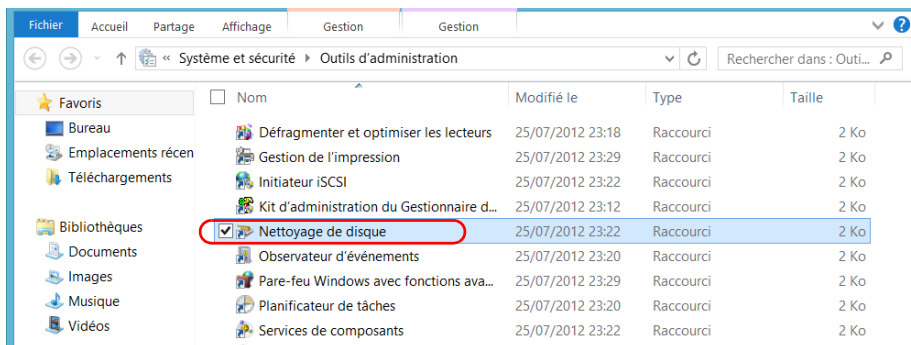 Fichier Accueil Partage Affichage Gestion Gestion
« Système et sécurité Outils d'administration Rechercher dans : Outi...
Favoris Nom Modifié le Type Taille
Bureau Défragmenter et optimiser les lecteurs 25/07/2012 23:18 Raccourci 2 Ko
Emplacements récen Gestion de l'impression 25/07/2012 23:29 Raccourci 2 Ko
Téléchargements Initiateur iSCSI 25/07/2012 23:22 Raccourci 2 Ko
Kit d'administration du Gestionnaire d... 25/07/2012 23:12 Raccourci 2 Ko
Bibliothèques Nettoyage de disque 25/07/2012 23:22 Raccourci 2 Ko
Documents Observateur d'événements 25/07/2012 23:20 Raccourci 2 Ko
Images Pare-feu Windows avec fonctions ava... 25/07/2012 23:29 Raccourci 2 Ko
Musique Planificateur de tâches 25/07/2012 23:20 Raccourci 2 Ko
Vidéos Services de composants 25/07/2012 23:22 Raccourci 2 Ko